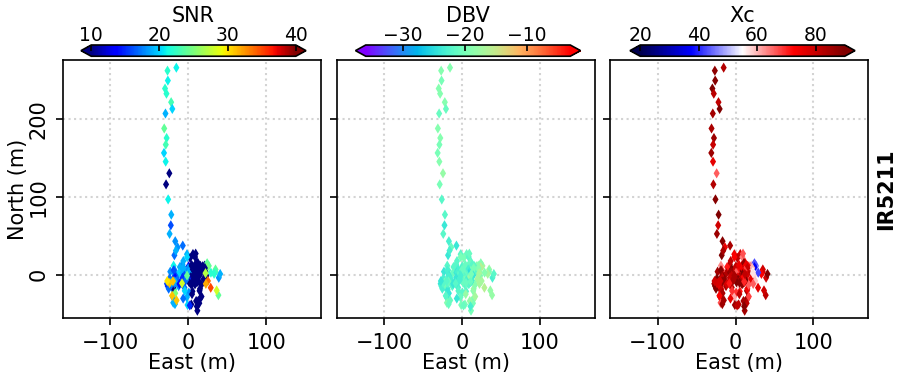 SNR DBV Xc
10 20 30 40 −30 −20 −10 20 40 60 80
North (m)
200
100
0
IR5211
−100 0 100 −100 0 100 −100 0 100
East (m) East (m) East (m)